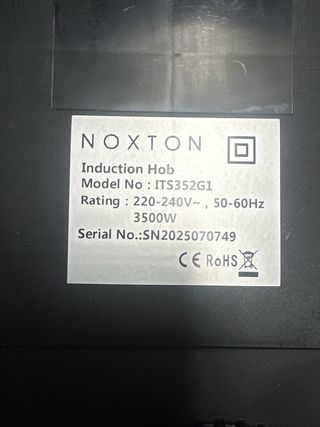 NOXTON
Induction Hob
Model No : ITS352G1
Rating : 220-240V~ , 50-60Hz
3500W
Serial No.:SN2025070749
CE RoHS